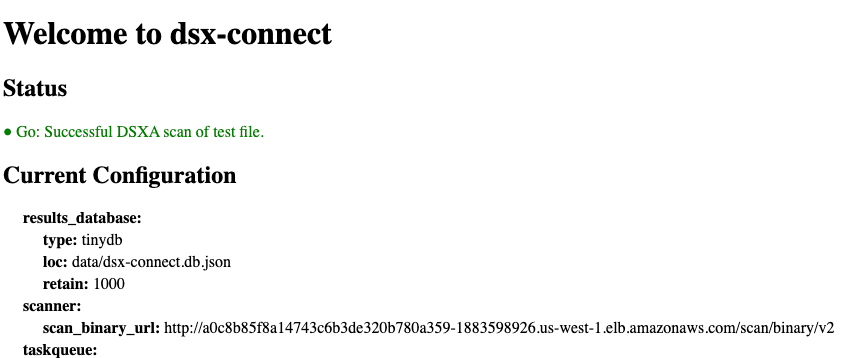 Welcome to dsx-connect
Status
● Go: Successful DSXA scan of test file.
Current Configuration
results_database:
type: tinydb
loc: data/dsx-connect.db.json
retain: 1000
scanner:
scan_binary_url: http://a0c8b85f8a14743c6b3de320b780a359-1883598926.us-west-1.elb.amazonaws.com/scan/binary/v2
taskqueue: